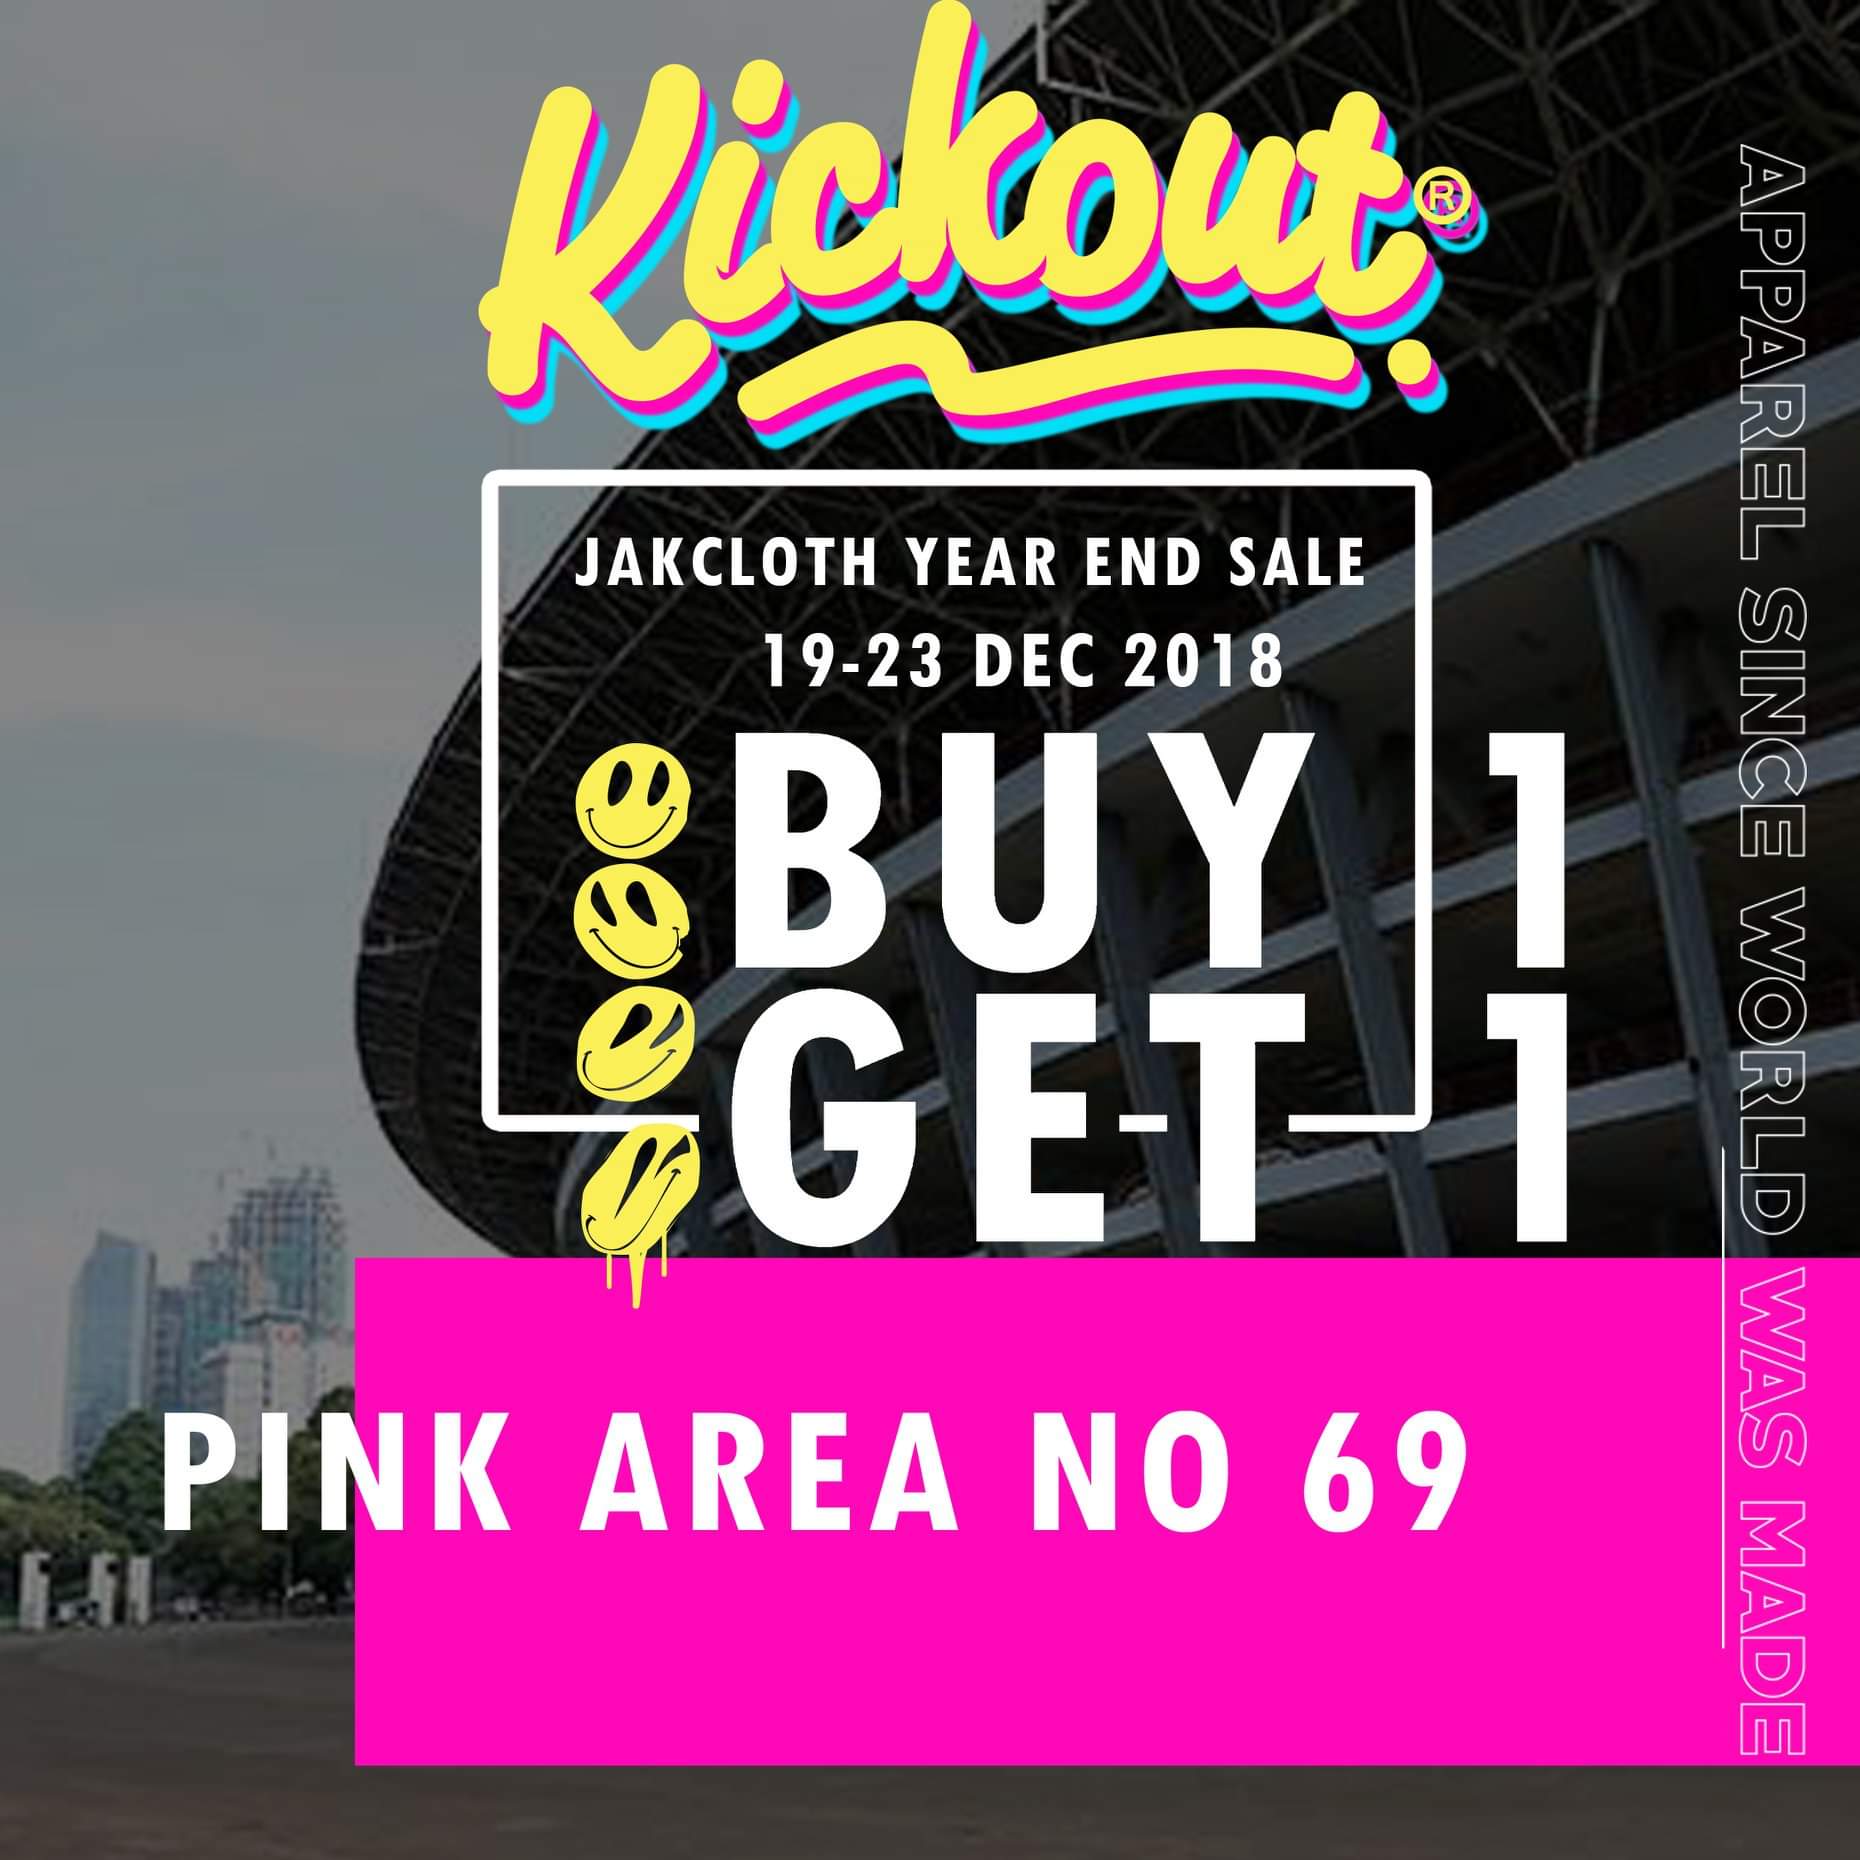 Kickout®
JAKCLOTH YEAR END SALE
19-23 DEC 2018
BUY 1
GET 1
PINK AREA NO 69
APPPAREL SINCE WORLD WAS MADE